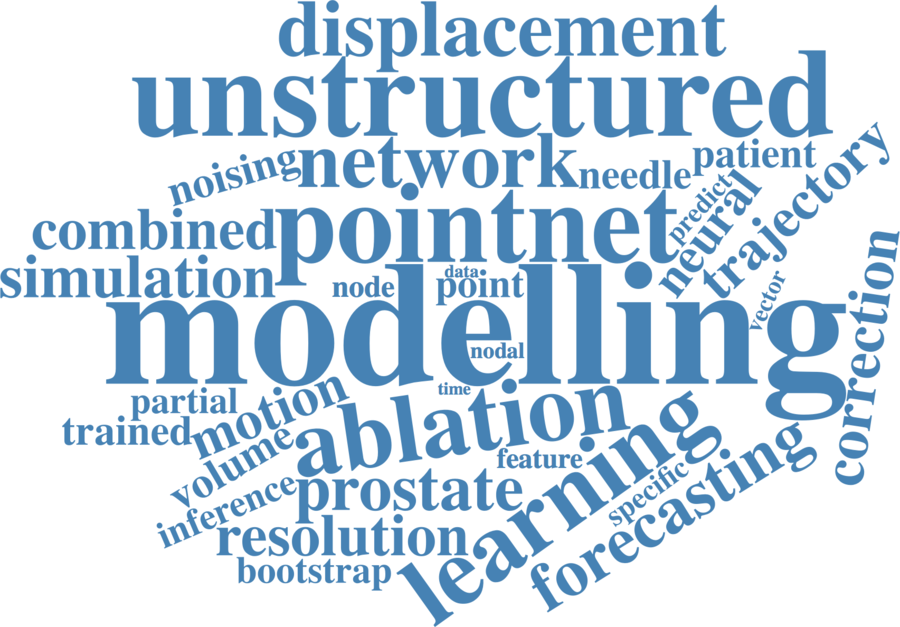 displacement
unstructured
noising
network
needle
patient
predict
neural
trajectory
combined
pointnet
simulation
node
data
point
vector
correction
modelling
nodal
time
partial
motion
trained
ablation
volume
feature
learning
inference
prostate
specific
forecasting
resolution
bootstrap